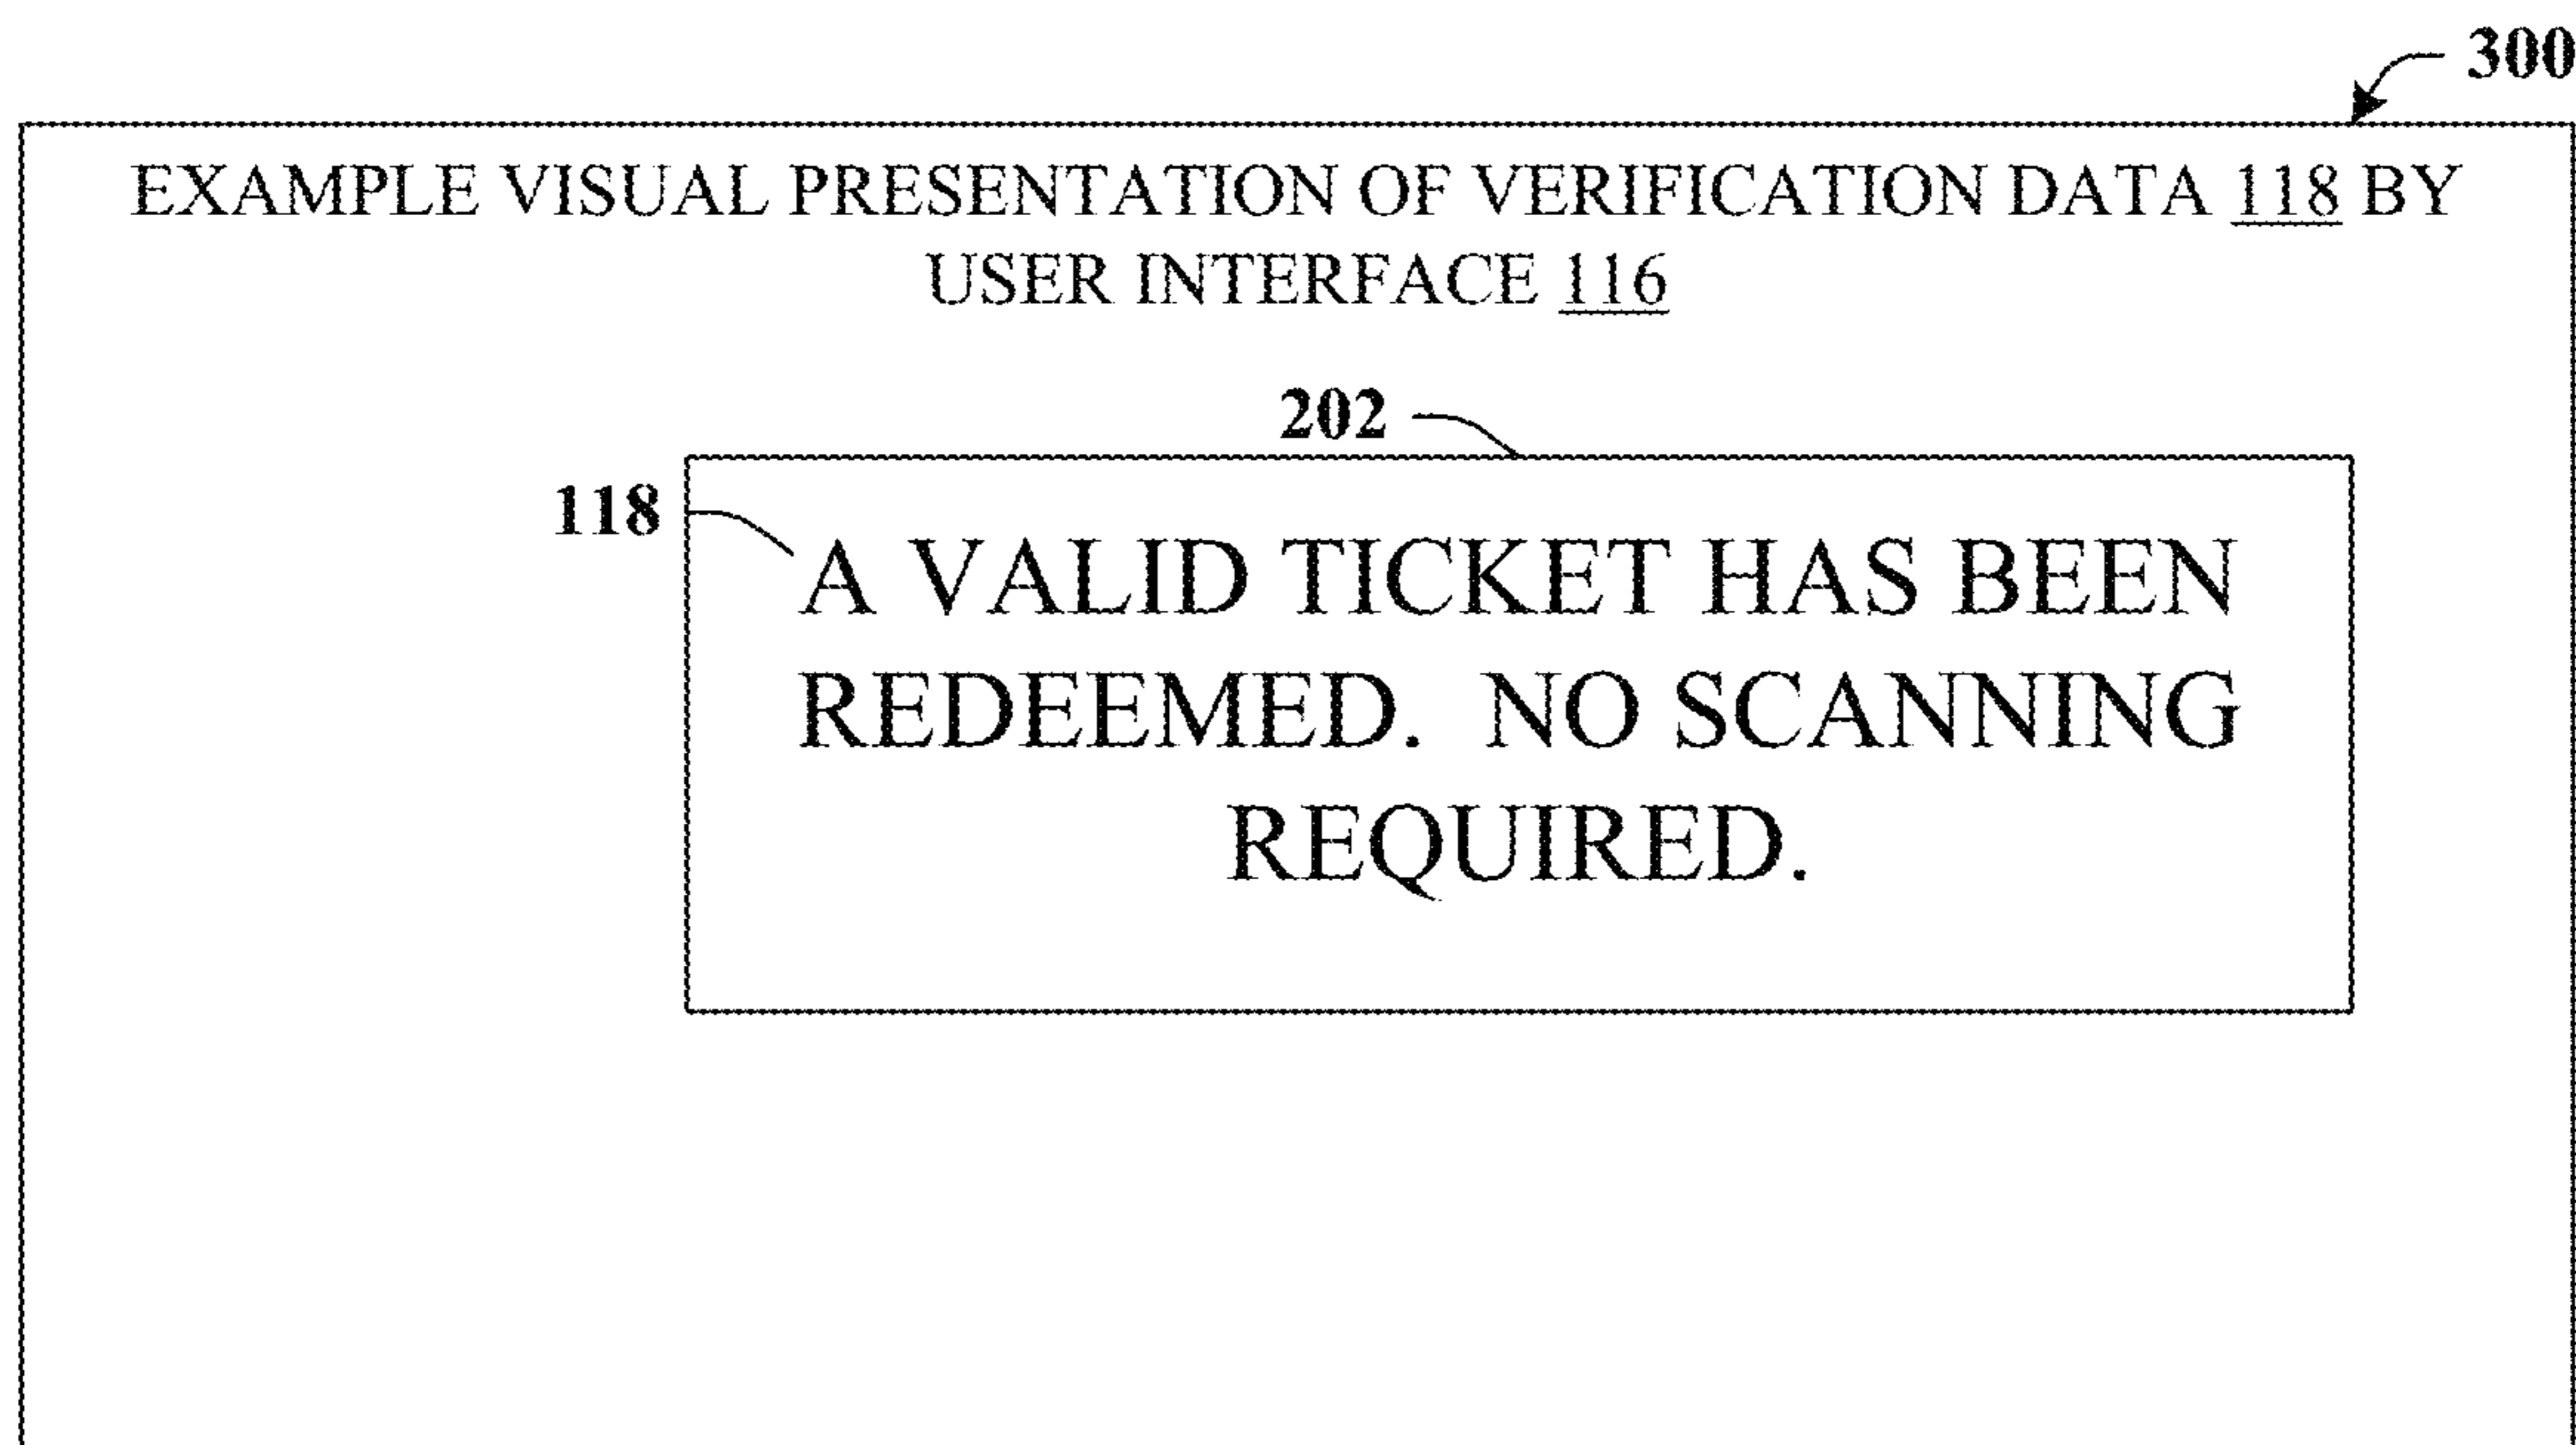 300
EXAMPLE VISUAL PRESENTATION OF VERIFICATION DATA 118 BY
USER INTERFACE 116
202
118
A VALID TICKET HAS BEEN
REDEEMED.  NO SCANNING
REQUIRED.